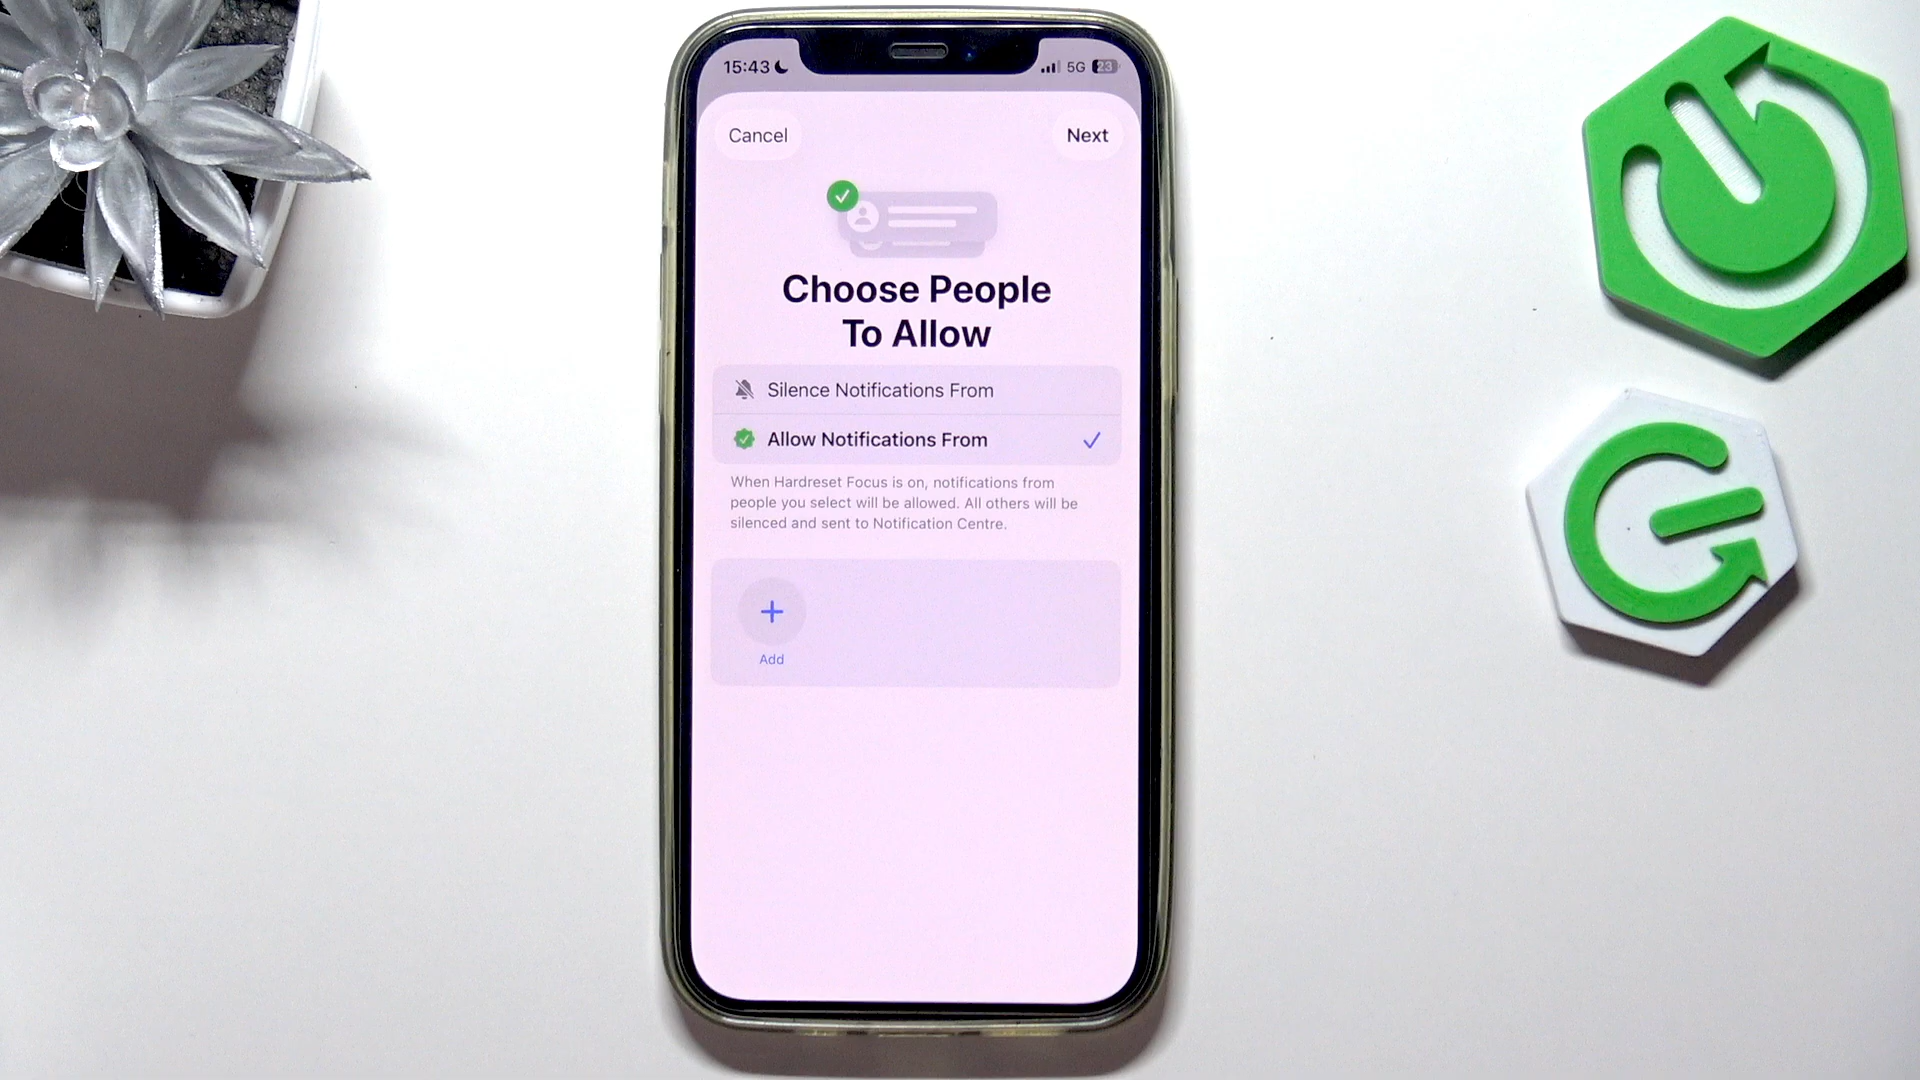 15:43
5G 23
Cancel
Next
Choose People
To Allow
Silence Notifications From
Allow Notifications From
When Hardreset Focus is on, notifications from
people you select will be allowed. All others will be
silenced and sent to Notification Centre.
Add